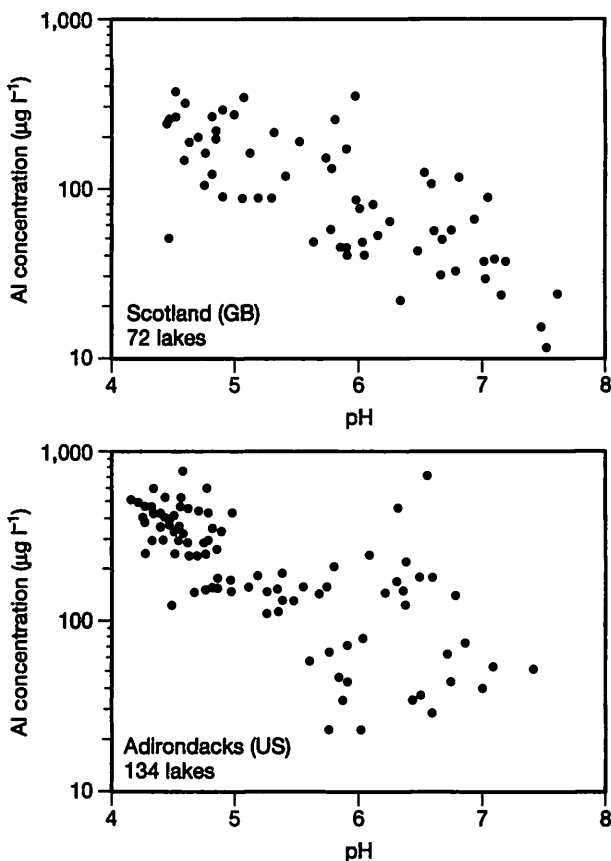 1,000
100
10
Al concentration (µg l⁻¹)
Scotland (GB)
72 lakes
4 5 6 7 8
pH
1,000
100
10
Al concentration (µg l⁻¹)
Adirondacks (US)
134 lakes
4 5 6 7 8
pH